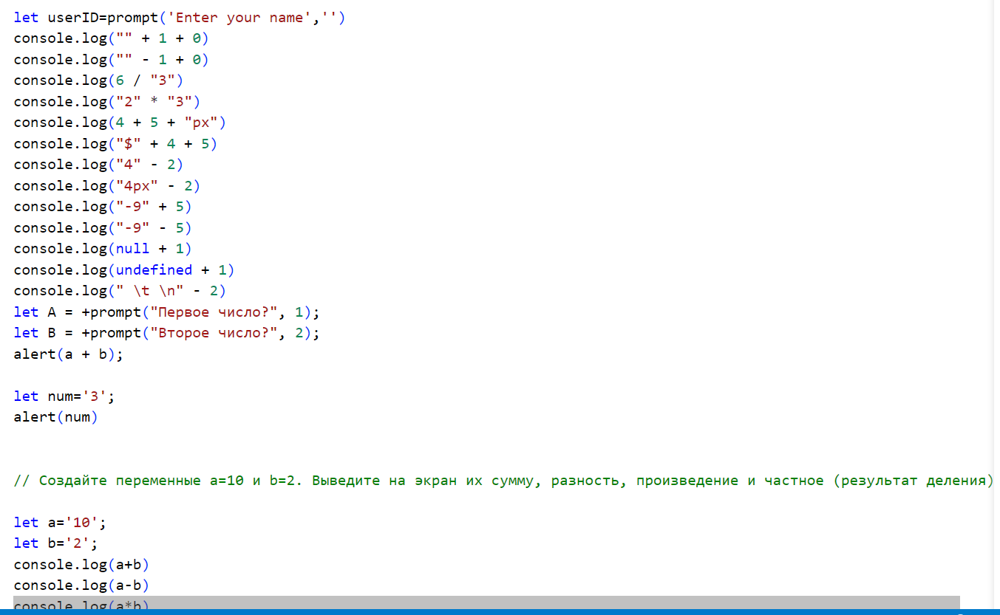 let userID=prompt('Enter your name','')
console.log("" + 1 + 0)
console.log("" - 1 + 0)
console.log(6 / "3")
console.log("2" * "3")
console.log(4 + 5 + "px")
console.log("$" + 4 + 5)
console.log("4" - 2)
console.log("4px" - 2)
console.log("-9" + 5)
console.log("-9" - 5)
console.log(null + 1)
console.log(undefined + 1)
console.log(" \t \n" - 2)
let A = +prompt("Первое число?", 1);
let B = +prompt("Второе число?", 2);
alert(a + b);
let num='3';
alert(num)
// Создайте переменные a=10 и b=2. Выведите на экран их сумму, разность, произведение и частное (результат деления)
let a='10';
let b='2';
console.log(a+b)
console.log(a-b)
console.log(a*b)